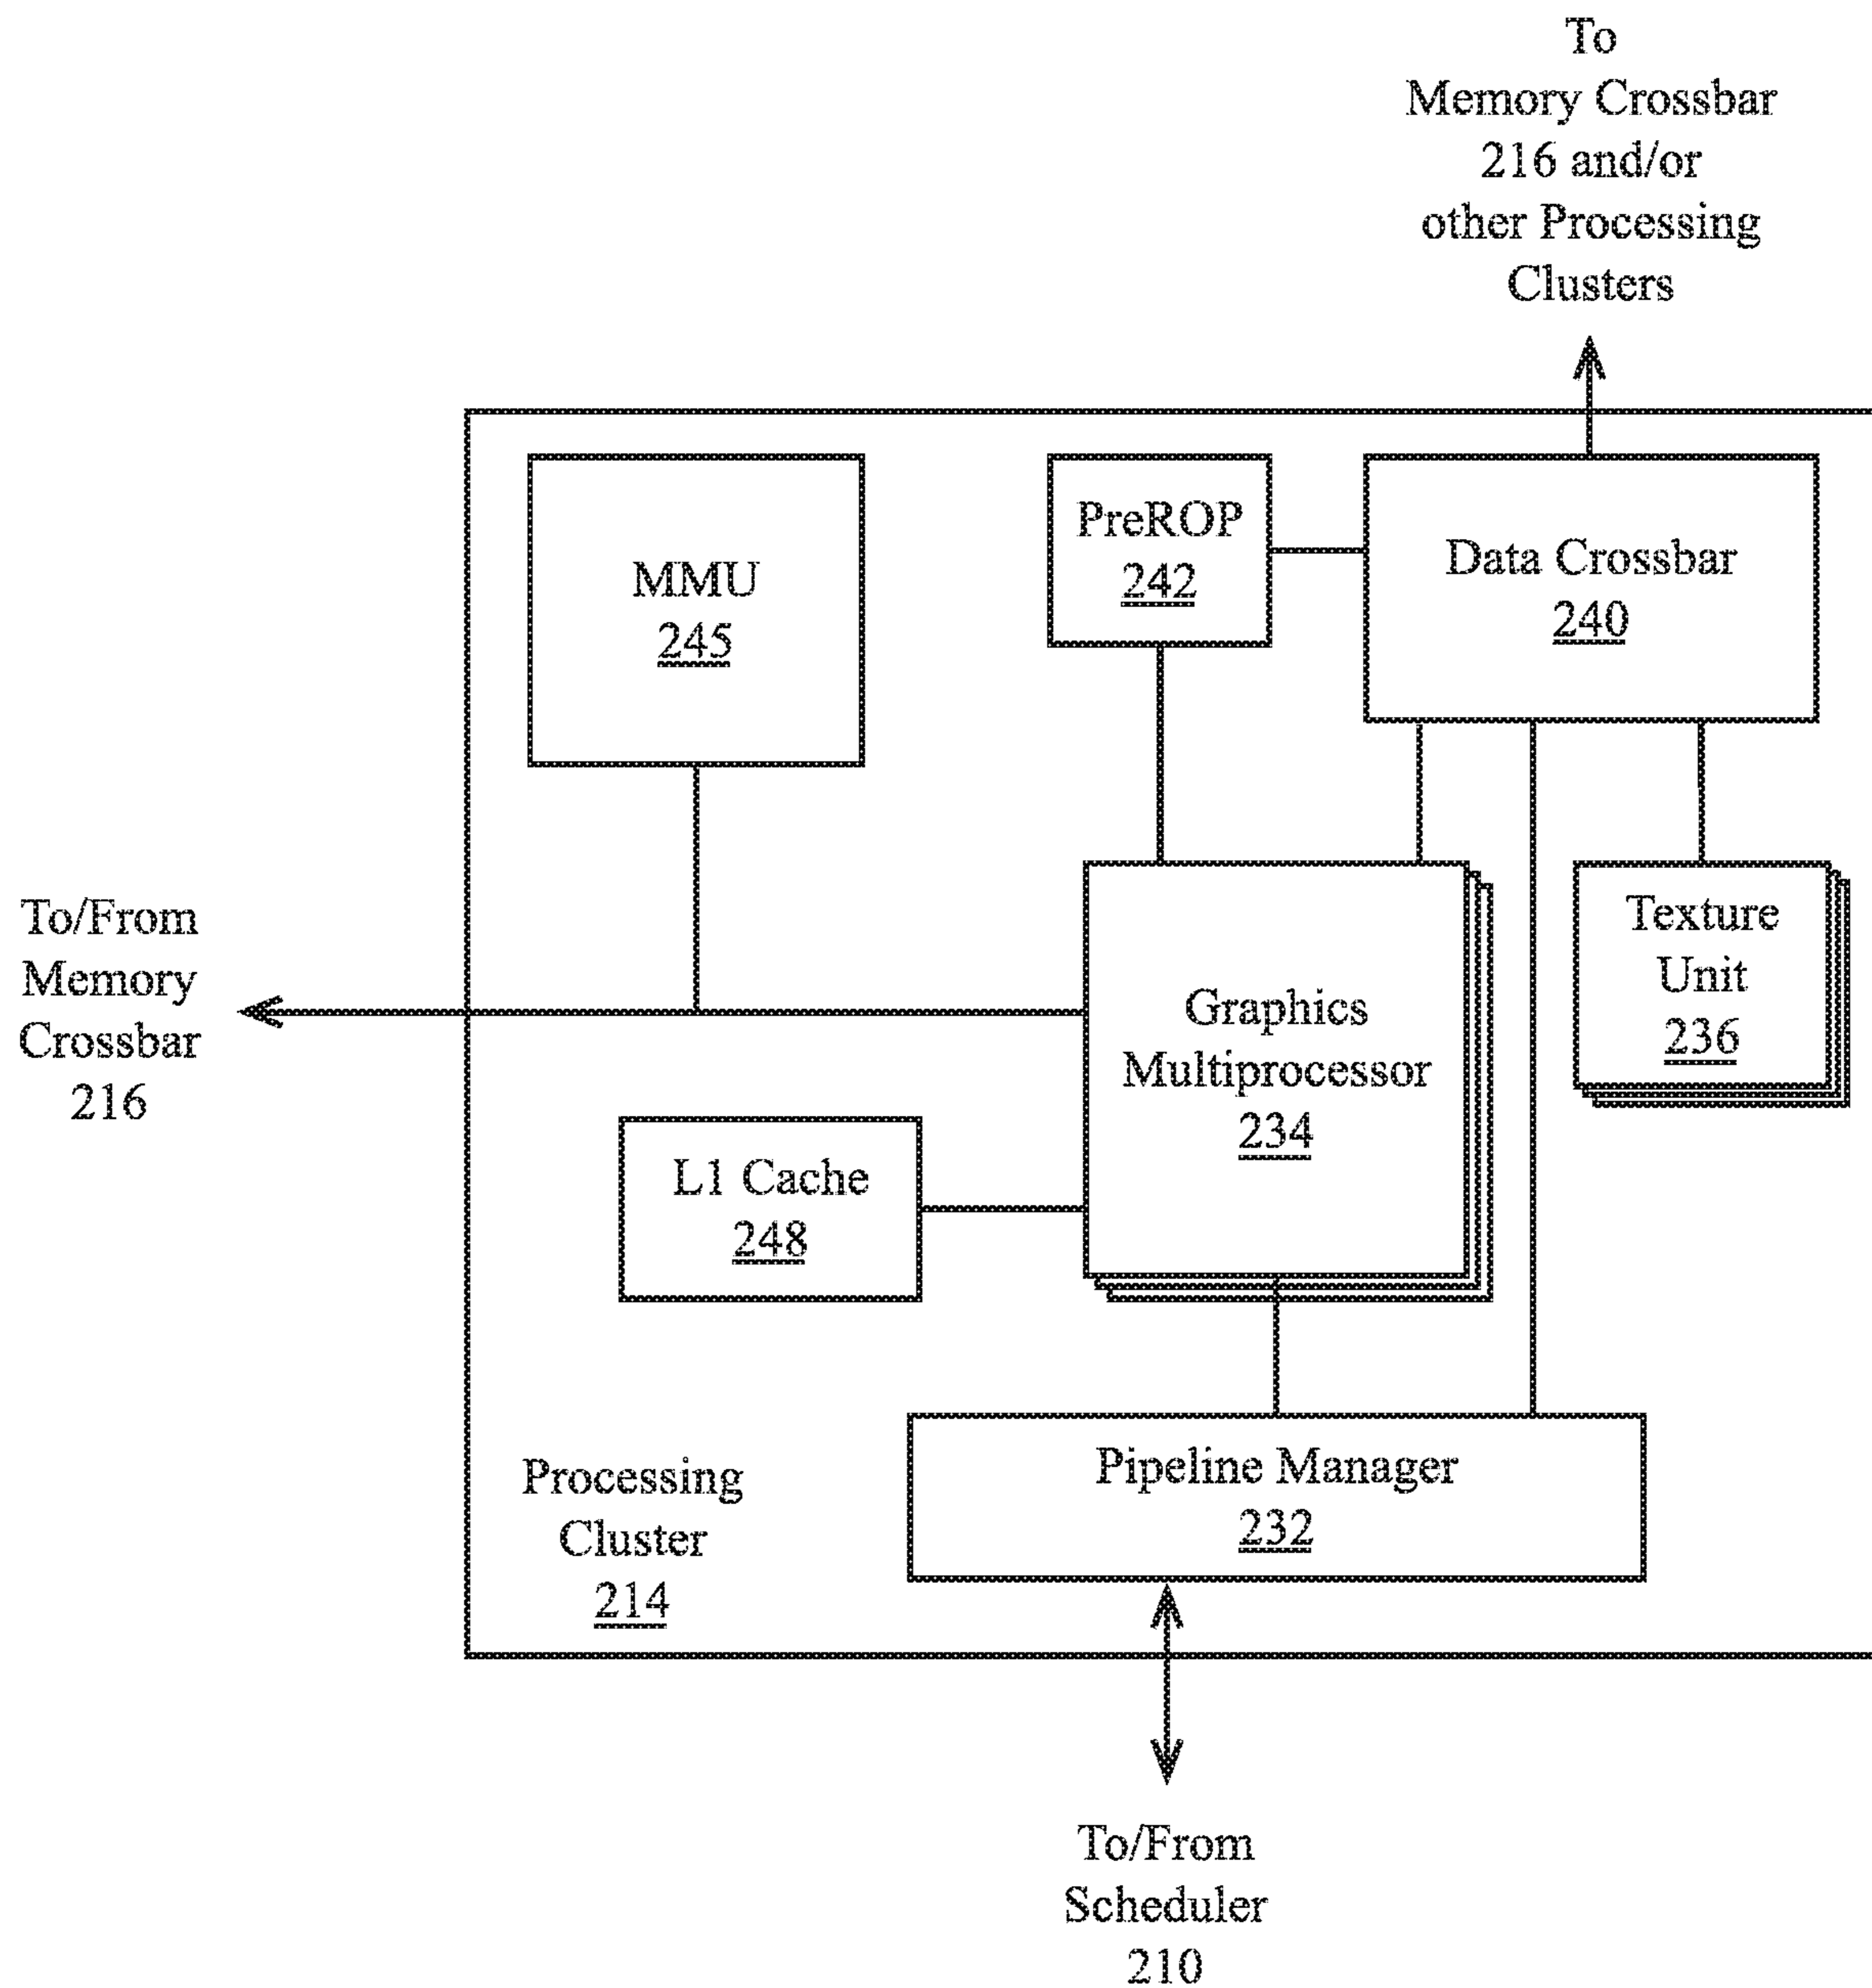 To
Memory Crossbar
216 and/or
other Processing
Clusters
MMU
245
PreROP
242
Data Crossbar
240
To/From
Memory
Crossbar
216
Graphics
Multiprocessor
234
Texture
Unit
236
L1 Cache
248
Processing
Cluster
214
Pipeline Manager
232
To/From
Scheduler
210